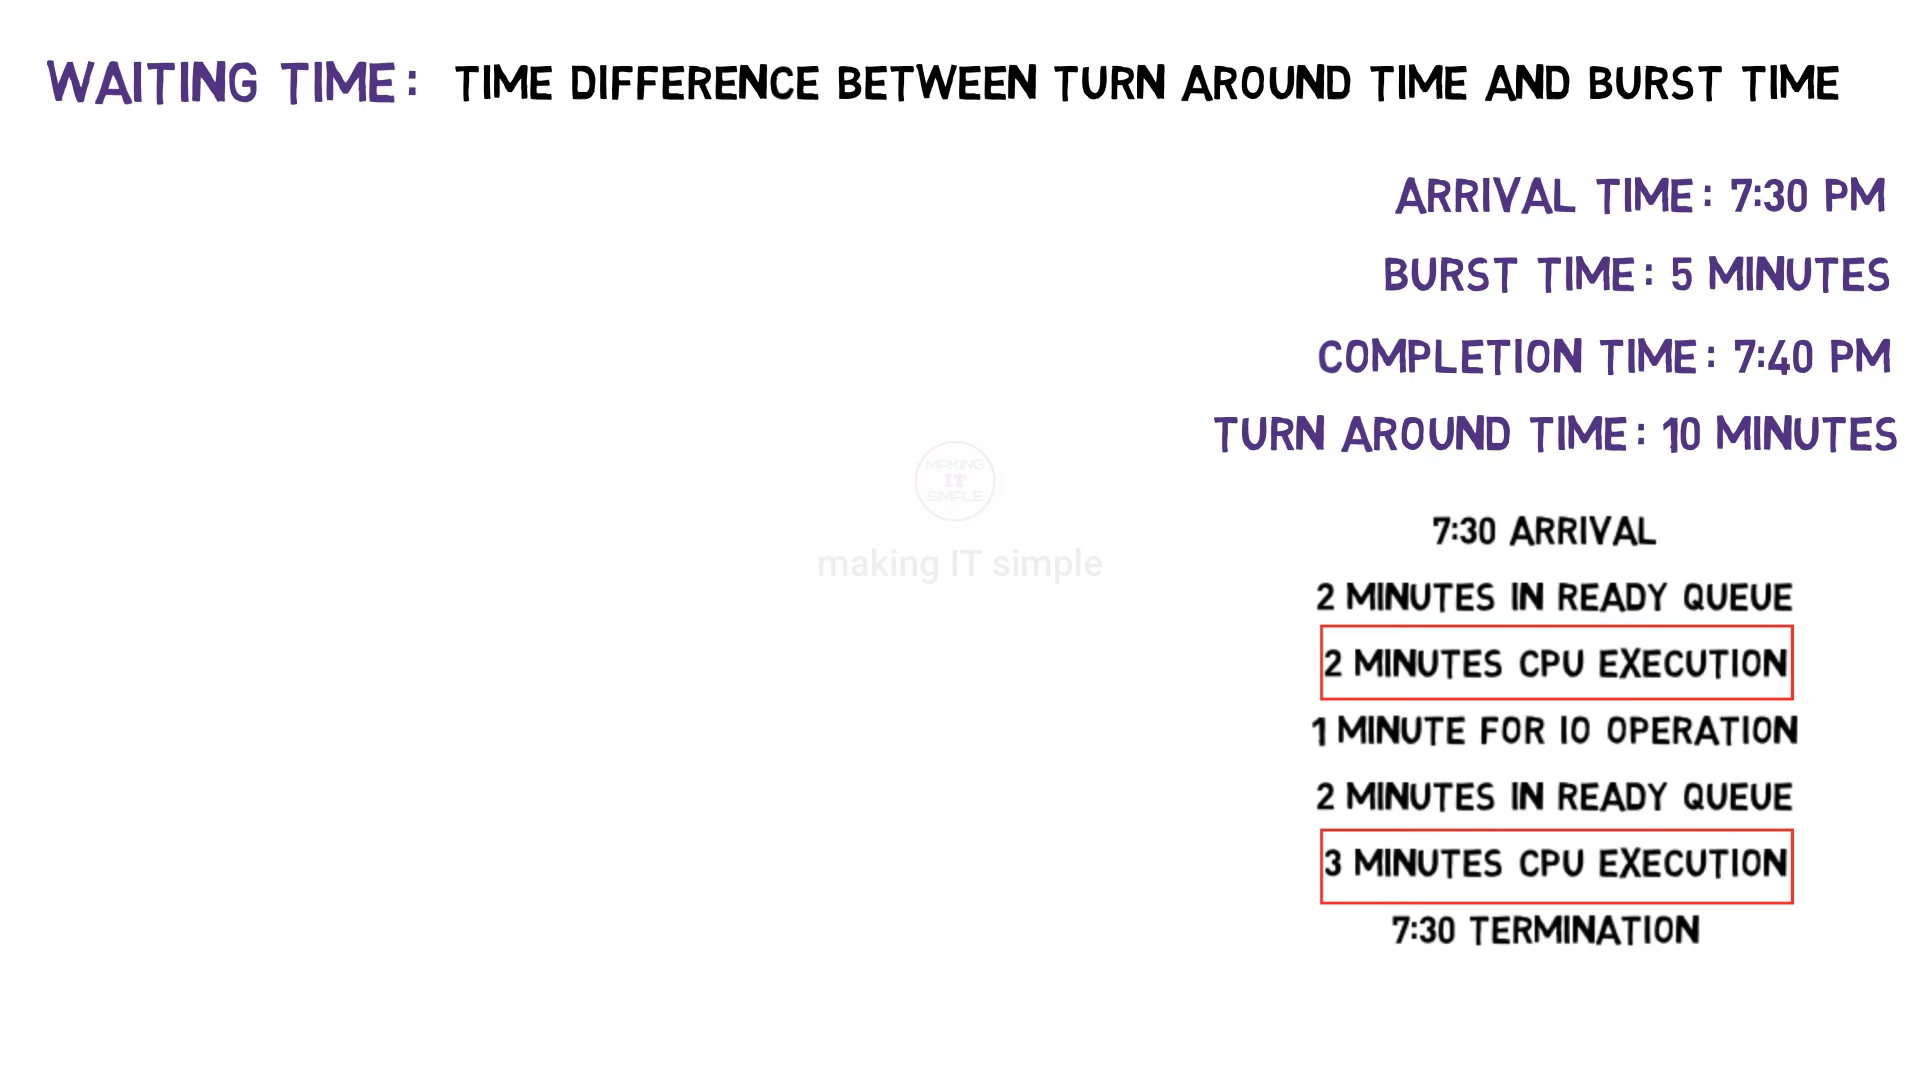 WAITING TIME: TIME DIFFERENCE BETWEEN TURN AROUND TIME AND BURST TIME
ARRIVAL TIME: 7:30 PM
BURST TIME: 5 MINUTES
COMPLETION TIME: 7:40 PM
TURN AROUND TIME: 10 MINUTES
MAKING
IT
SIMPLE
making IT simple
7:30 ARRIVAL
2 MINUTES IN READY QUEUE
2 MINUTES CPU EXECUTION
1 MINUTE FOR IO OPERATION
2 MINUTES IN READY QUEUE
3 MINUTES CPU EXECUTION
7:30 TERMINATION